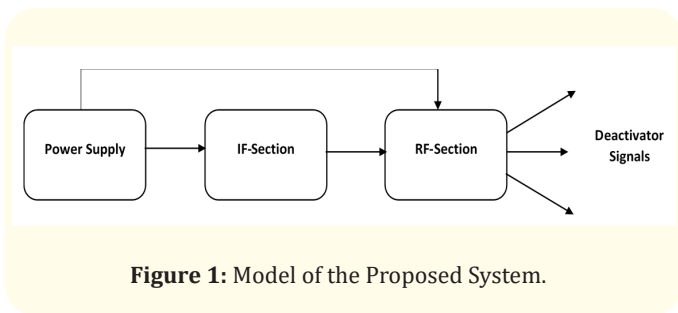 Power Supply
IF-Section
RF-Section
Deactivator
Signals
Figure 1: Model of the Proposed System.